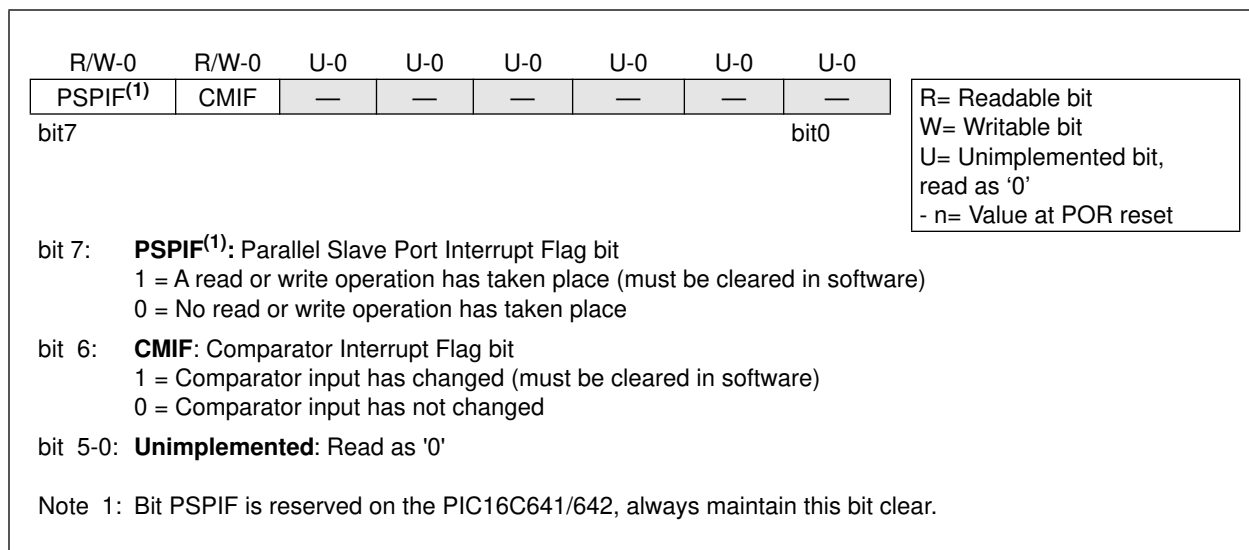 R/W-0 R/W-0 U-0 U-0 U-0 U-0 U-0 U-0
PSPIF(1) CMIF — — — — — —
bit7 bit0
R= Readable bit
W= Writable bit
U= Unimplemented bit,
read as ‘0’
- n= Value at POR reset
bit 7: PSPIF(1): Parallel Slave Port Interrupt Flag bit
1 = A read or write operation has taken place (must be cleared in software)
0 = No read or write operation has taken place
bit 6: CMIF: Comparator Interrupt Flag bit
1 = Comparator input has changed (must be cleared in software)
0 = Comparator input has not changed
bit 5-0: Unimplemented: Read as '0'
Note 1: Bit PSPIF is reserved on the PIC16C641/642, always maintain this bit clear.